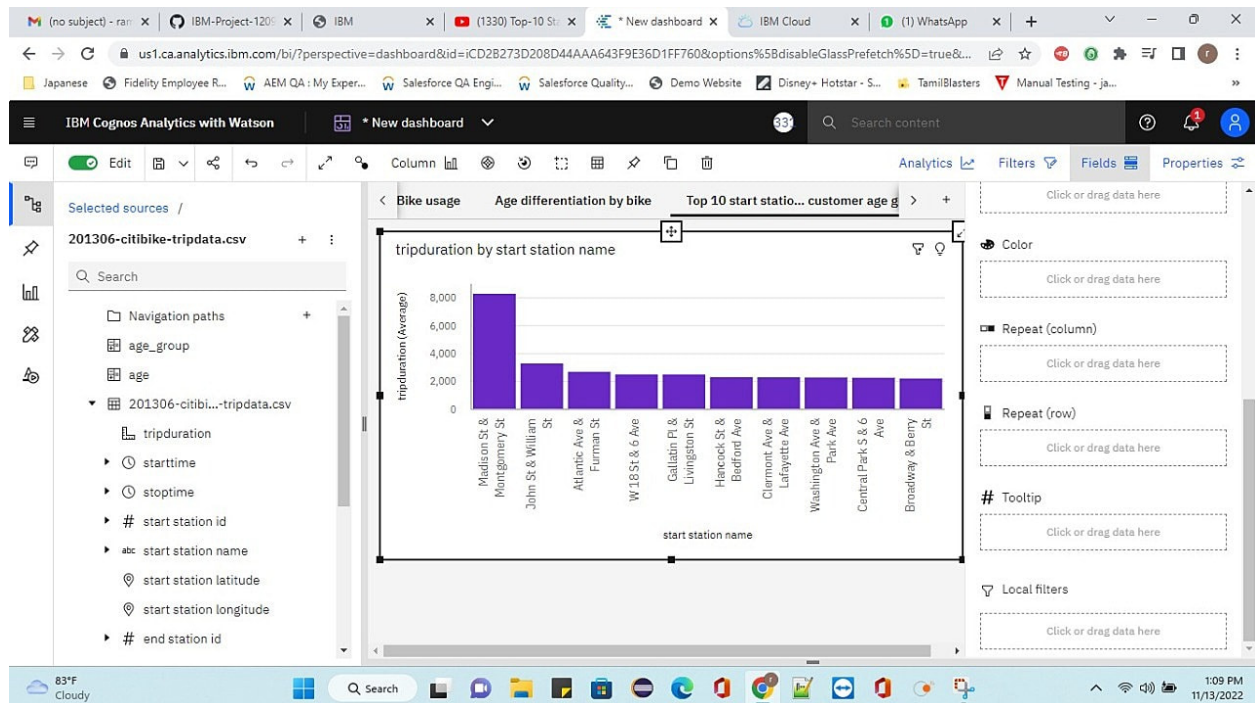 (no subject) - ran
IBM-Project-1209
IBM
(1330) Top-10 Sta
* New dashboard
IBM Cloud
(1) WhatsApp
us1.ca.analytics.ibm.com/bi/?perspective=dashboard&id=iCD2B273D208D44AAA643F9E36D1FF760&options%5BdisableGlassPrefetch%5D=true&...
Japanese
Fidelity Employee R...
AEM QA : My Exper...
Salesforce QA Engi...
Salesforce Quality...
Demo Website
Disney+ Hotstar - S...
TamilBlasters
Manual Testing - ja...
IBM Cognos Analytics with Watson
* New dashboard
Search content
1
Edit
Column
Analytics
Filters
Fields
Properties
Selected sources /
201306-citibike-tripdata.csv
Search
Navigation paths
age_group
age
201306-citibi...-tripdata.csv
tripduration
starttime
stoptime
# start station id
abc start station name
start station latitude
start station longitude
# end station id
Bike usage
Age differentiation by bike
Top 10 start statio... customer age g
tripduration by start station name
tripduration (Average)
8,000
6,000
4,000
2,000
0
Madison St &
Montgomery St
John St & William
St
Atlantic Ave &
Furman St
W 18 St & 6 Ave
Gallatin Pl &
Livingston St
Hancock St &
Bedford Ave
Clermont Ave &
Lafayette Ave
Washington Ave &
Park Ave
Central Park S & 6
Ave
Broadway & Berry
St
start station name
Click or drag data here
Color
Click or drag data here
Repeat (column)
Click or drag data here
Repeat (row)
Click or drag data here
# Tooltip
Click or drag data here
Local filters
Click or drag data here
83°F
Cloudy
Search
1:09 PM
11/13/2022